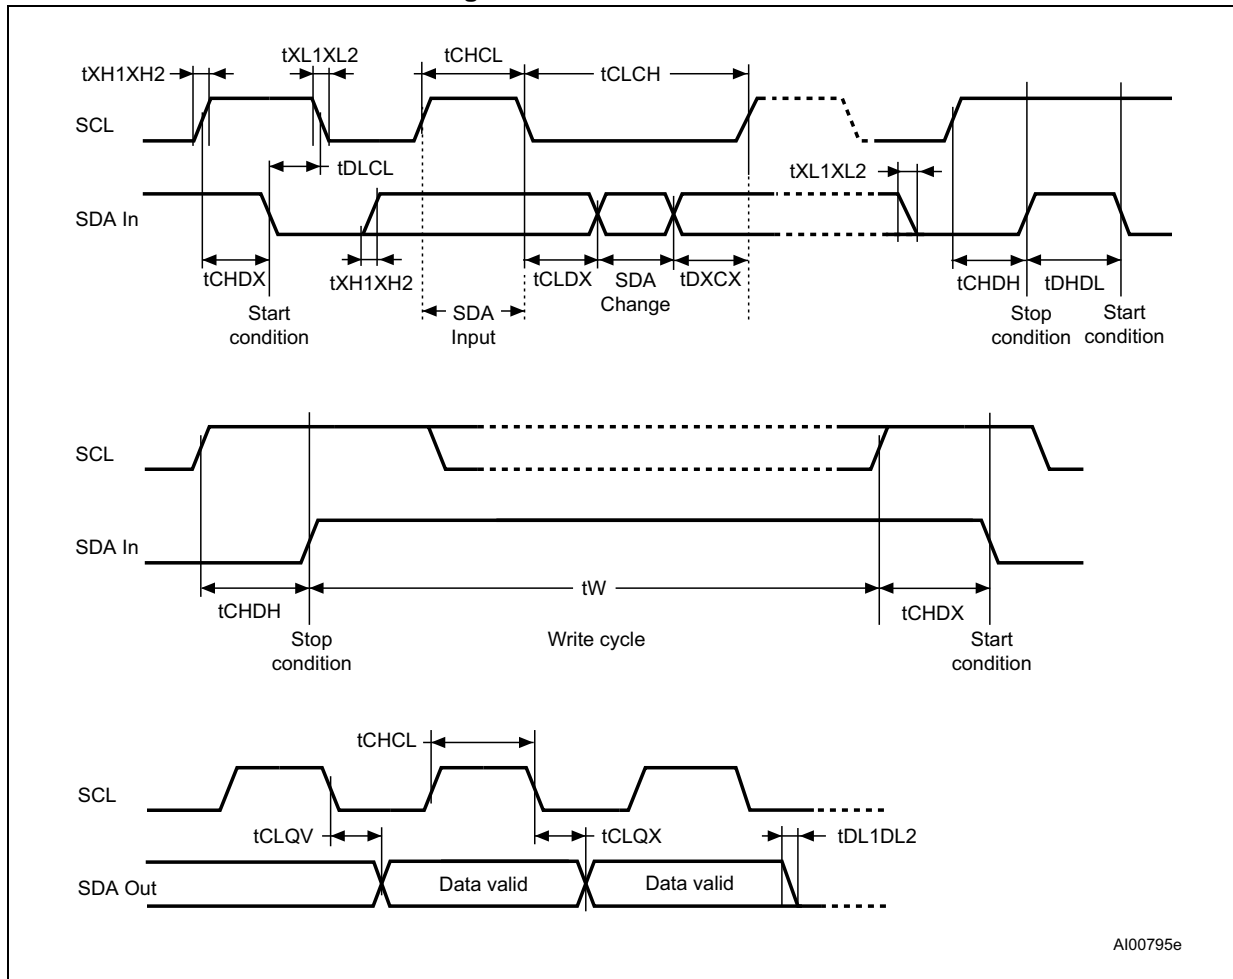 tXH1XH2
tXL1XL2
tCHCL
tCLCH
SCL
tDLCL
tXL1XL2
SDA In
tCHDX
tXH1XH2
tCLDX
SDA
Change
tDXCX
tCHDH
tDHDL
Start
condition
SDA
Input
Stop
condition
Start
condition
SCL
SDA In
tCHDH
tW
tCHDX
Stop
condition
Write cycle
Start
condition
tCHCL
SCL
tCLQV
tCLQX
tDL1DL2
SDA Out
Data valid
Data valid
AI00795e